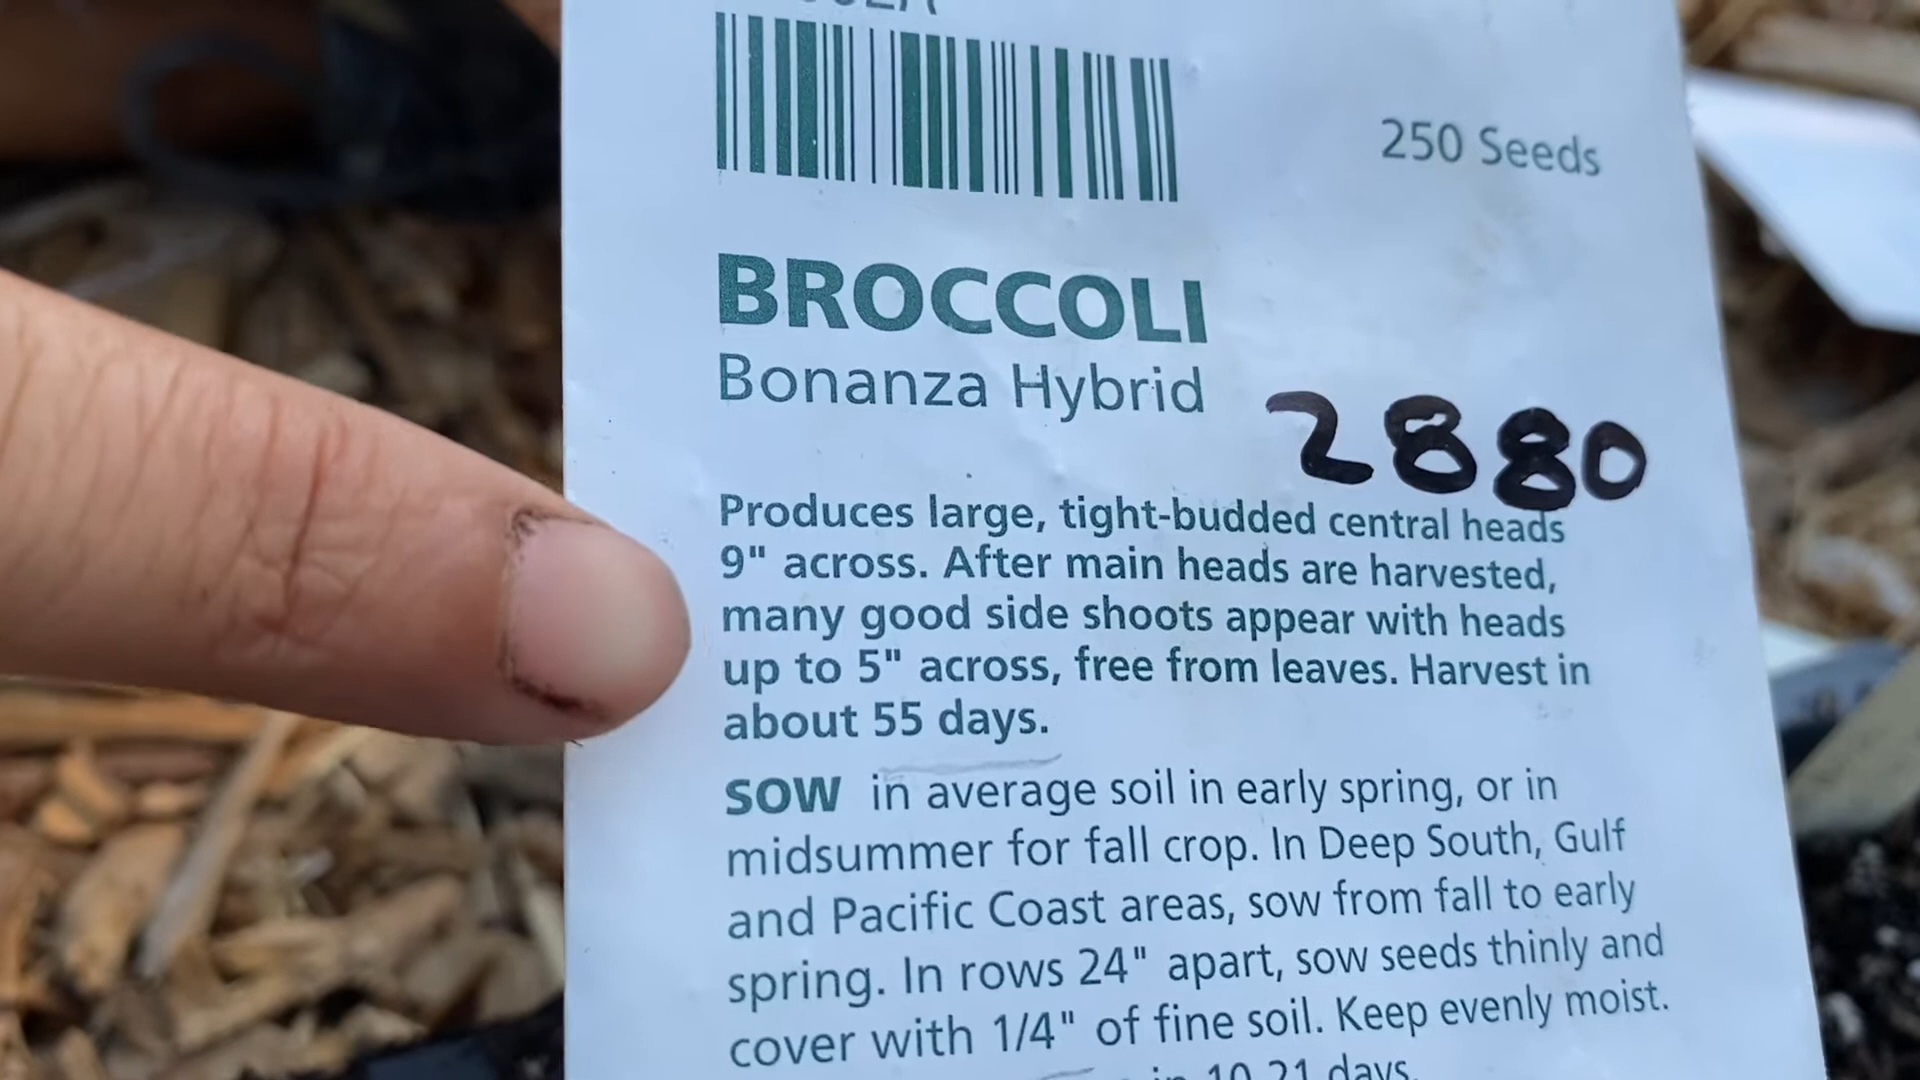 250 Seeds
BROCCOLI
Bonanza Hybrid
2880
Produces large, tight-budded central heads
9" across. After main heads are harvested,
many good side shoots appear with heads
up to 5" across, free from leaves. Harvest in
about 55 days.
SOW in average soil in early spring, or in
midsummer for fall crop. In Deep South, Gulf
and Pacific Coast areas, sow from fall to early
spring. In rows 24" apart, sow seeds thinly and
cover with 1/4" of fine soil. Keep evenly moist.
in 10-21 days.